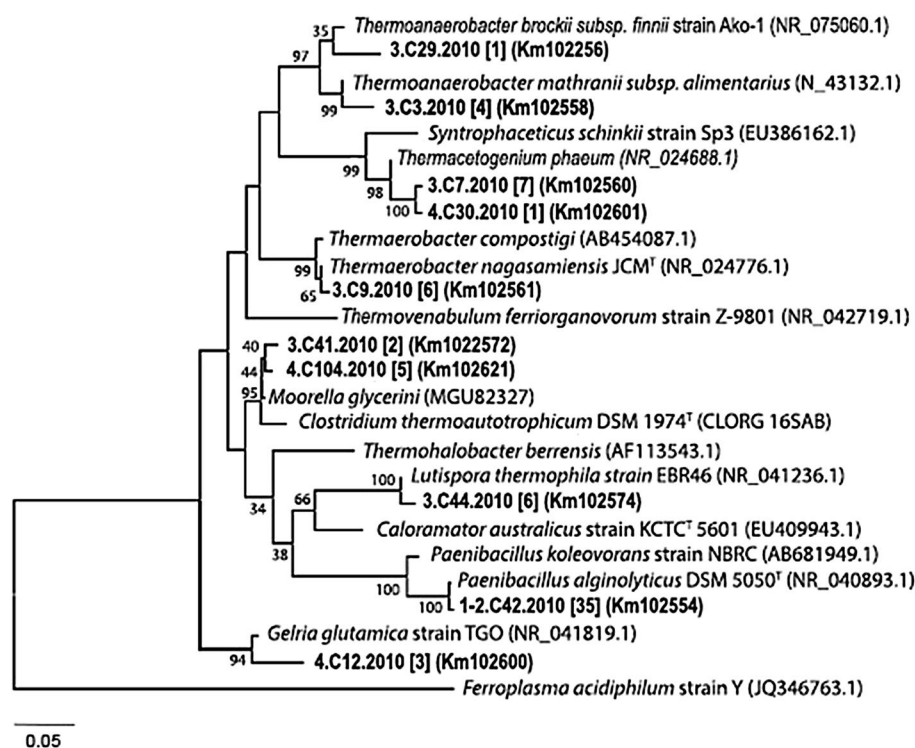 Thermoanaerobacter brockii subsp. finnii strain Ako-1 (NR_075060.1)
35
3.C29.2010 [1] (Km102256)
97
Thermoanaerobacter mathranii subsp. alimentarius (N_43132.1)
99
3.C3.2010 [4] (Km102558)
Syntrophaceticus schinkii strain Sp3 (EU386162.1)
99
Thermacetogenium phaeum (NR_024688.1)
98
3.C7.2010 [7] (Km102560)
100
4.C30.2010 [1] (Km102601)
Thermaerobacter compostigi (AB454087.1)
99
Thermaerobacter nagasamiensis JCMᵀ (NR_024776.1)
65
3.C9.2010 [6] (Km102561)
Thermovenabulum ferriorganovorum strain Z-9801 (NR_042719.1)
40
3.C41.2010 [2] (Km1022572)
44
4.C104.2010 [5] (Km102621)
95
Moorella glycerini (MGU82327)
Clostridium thermoautotrophicum DSM 1974ᵀ (CLORG 16SAB)
Thermohalobacter berrensis (AF113543.1)
100
Lutispora thermophila strain EBR46 (NR_041236.1)
66
3.C44.2010 [6] (Km102574)
34
Caloramator australicus strain KCTCᵀ 5601 (EU409943.1)
38
Paenibacillus koleovorans strain NBRC (AB681949.1)
100
Paenibacillus alginolyticus DSM 5050ᵀ (NR_040893.1)
100
1-2.C42.2010 [35] (Km102554)
Gelria glutamica strain TGO (NR_041819.1)
94
4.C12.2010 [3] (Km102600)
Ferroplasma acidiphilum strain Y (JQ346763.1)
0.05